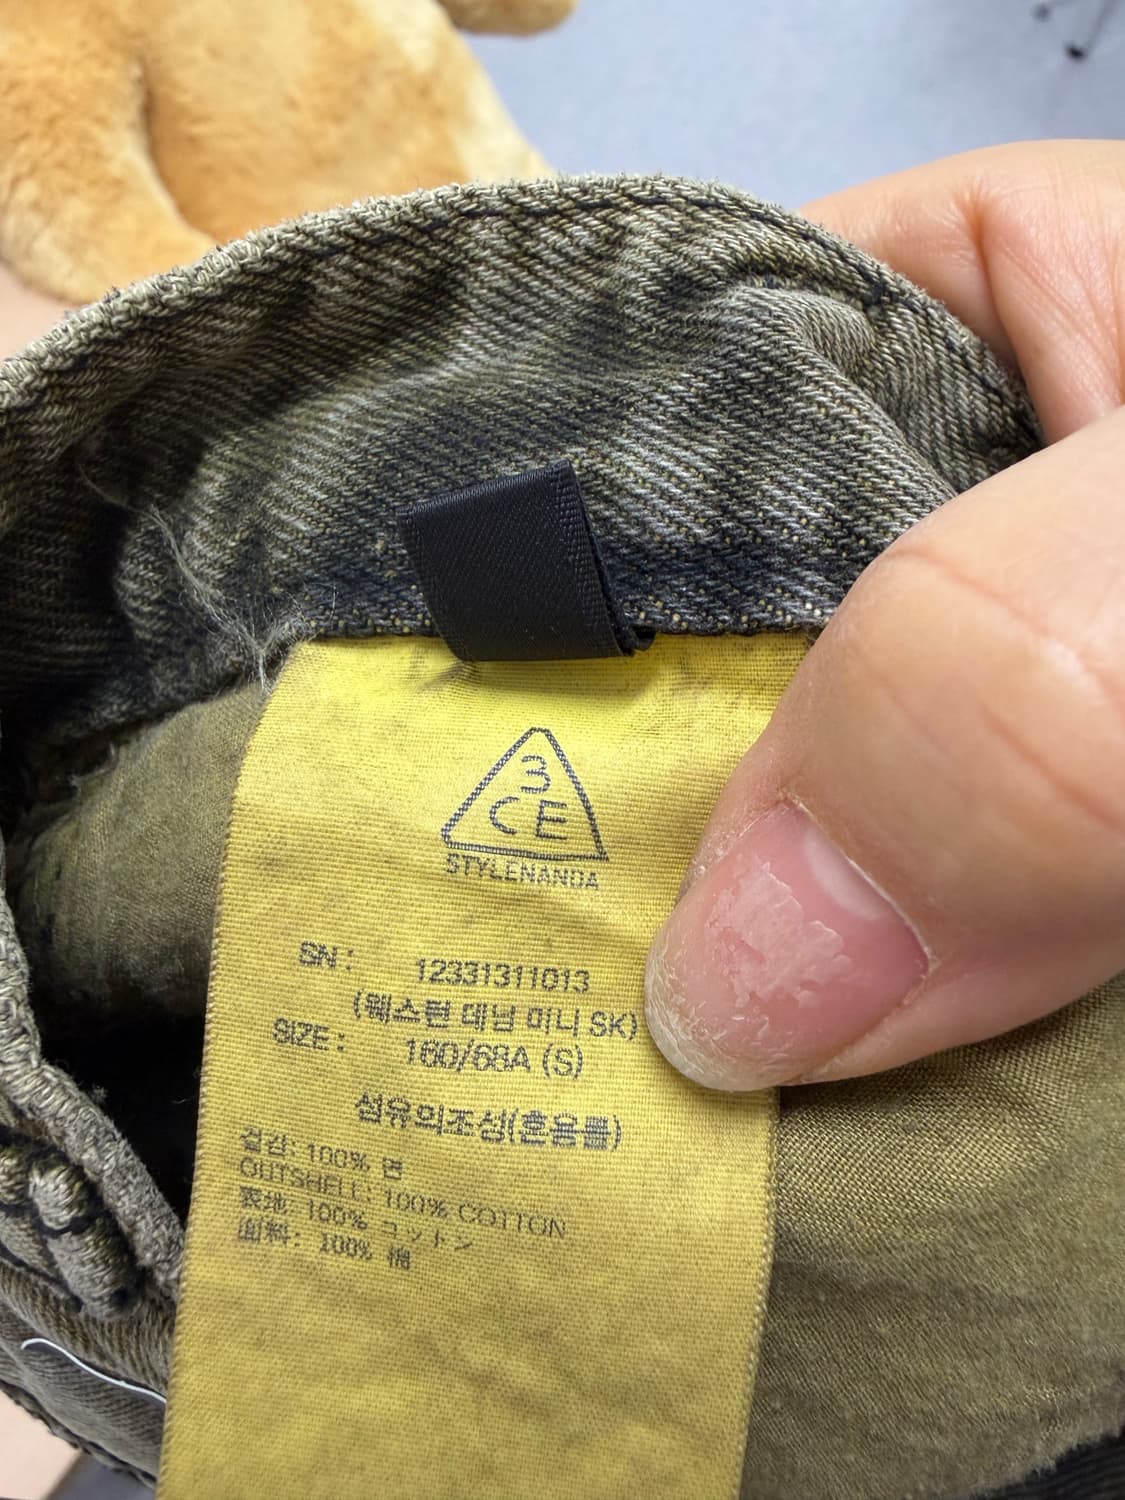 3
CE
STYLENANDA
SN: 12331311013
(웨스턴 데님 미니 SK)
SIZE: 160/68A (S)
섬유의조성(혼용률)
겉감: 100% 면
OUTSHELL: 100% COTTON
表地: 100% コットン
面料: 100% 棉